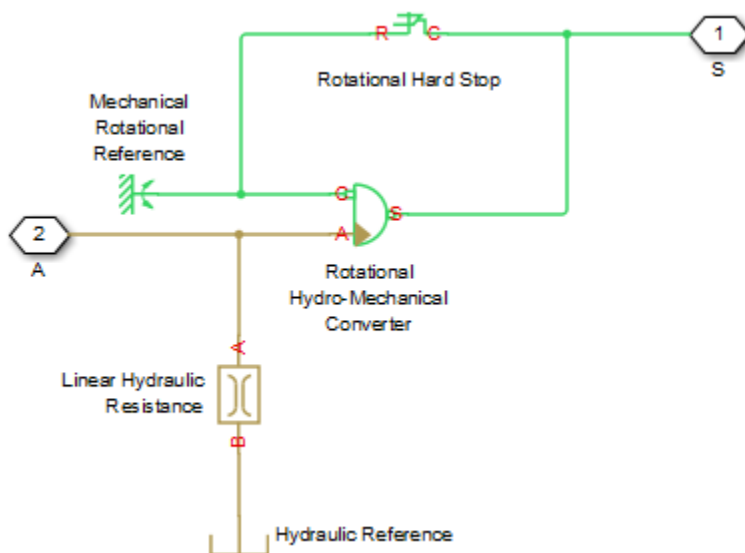 R
C
1
S
Rotational Hard Stop
Mechanical
Rotational
Reference
C
S
2
A
A
Rotational
Hydro-Mechanical
Converter
A
Linear Hydraulic
Resistance
B
Hydraulic Reference